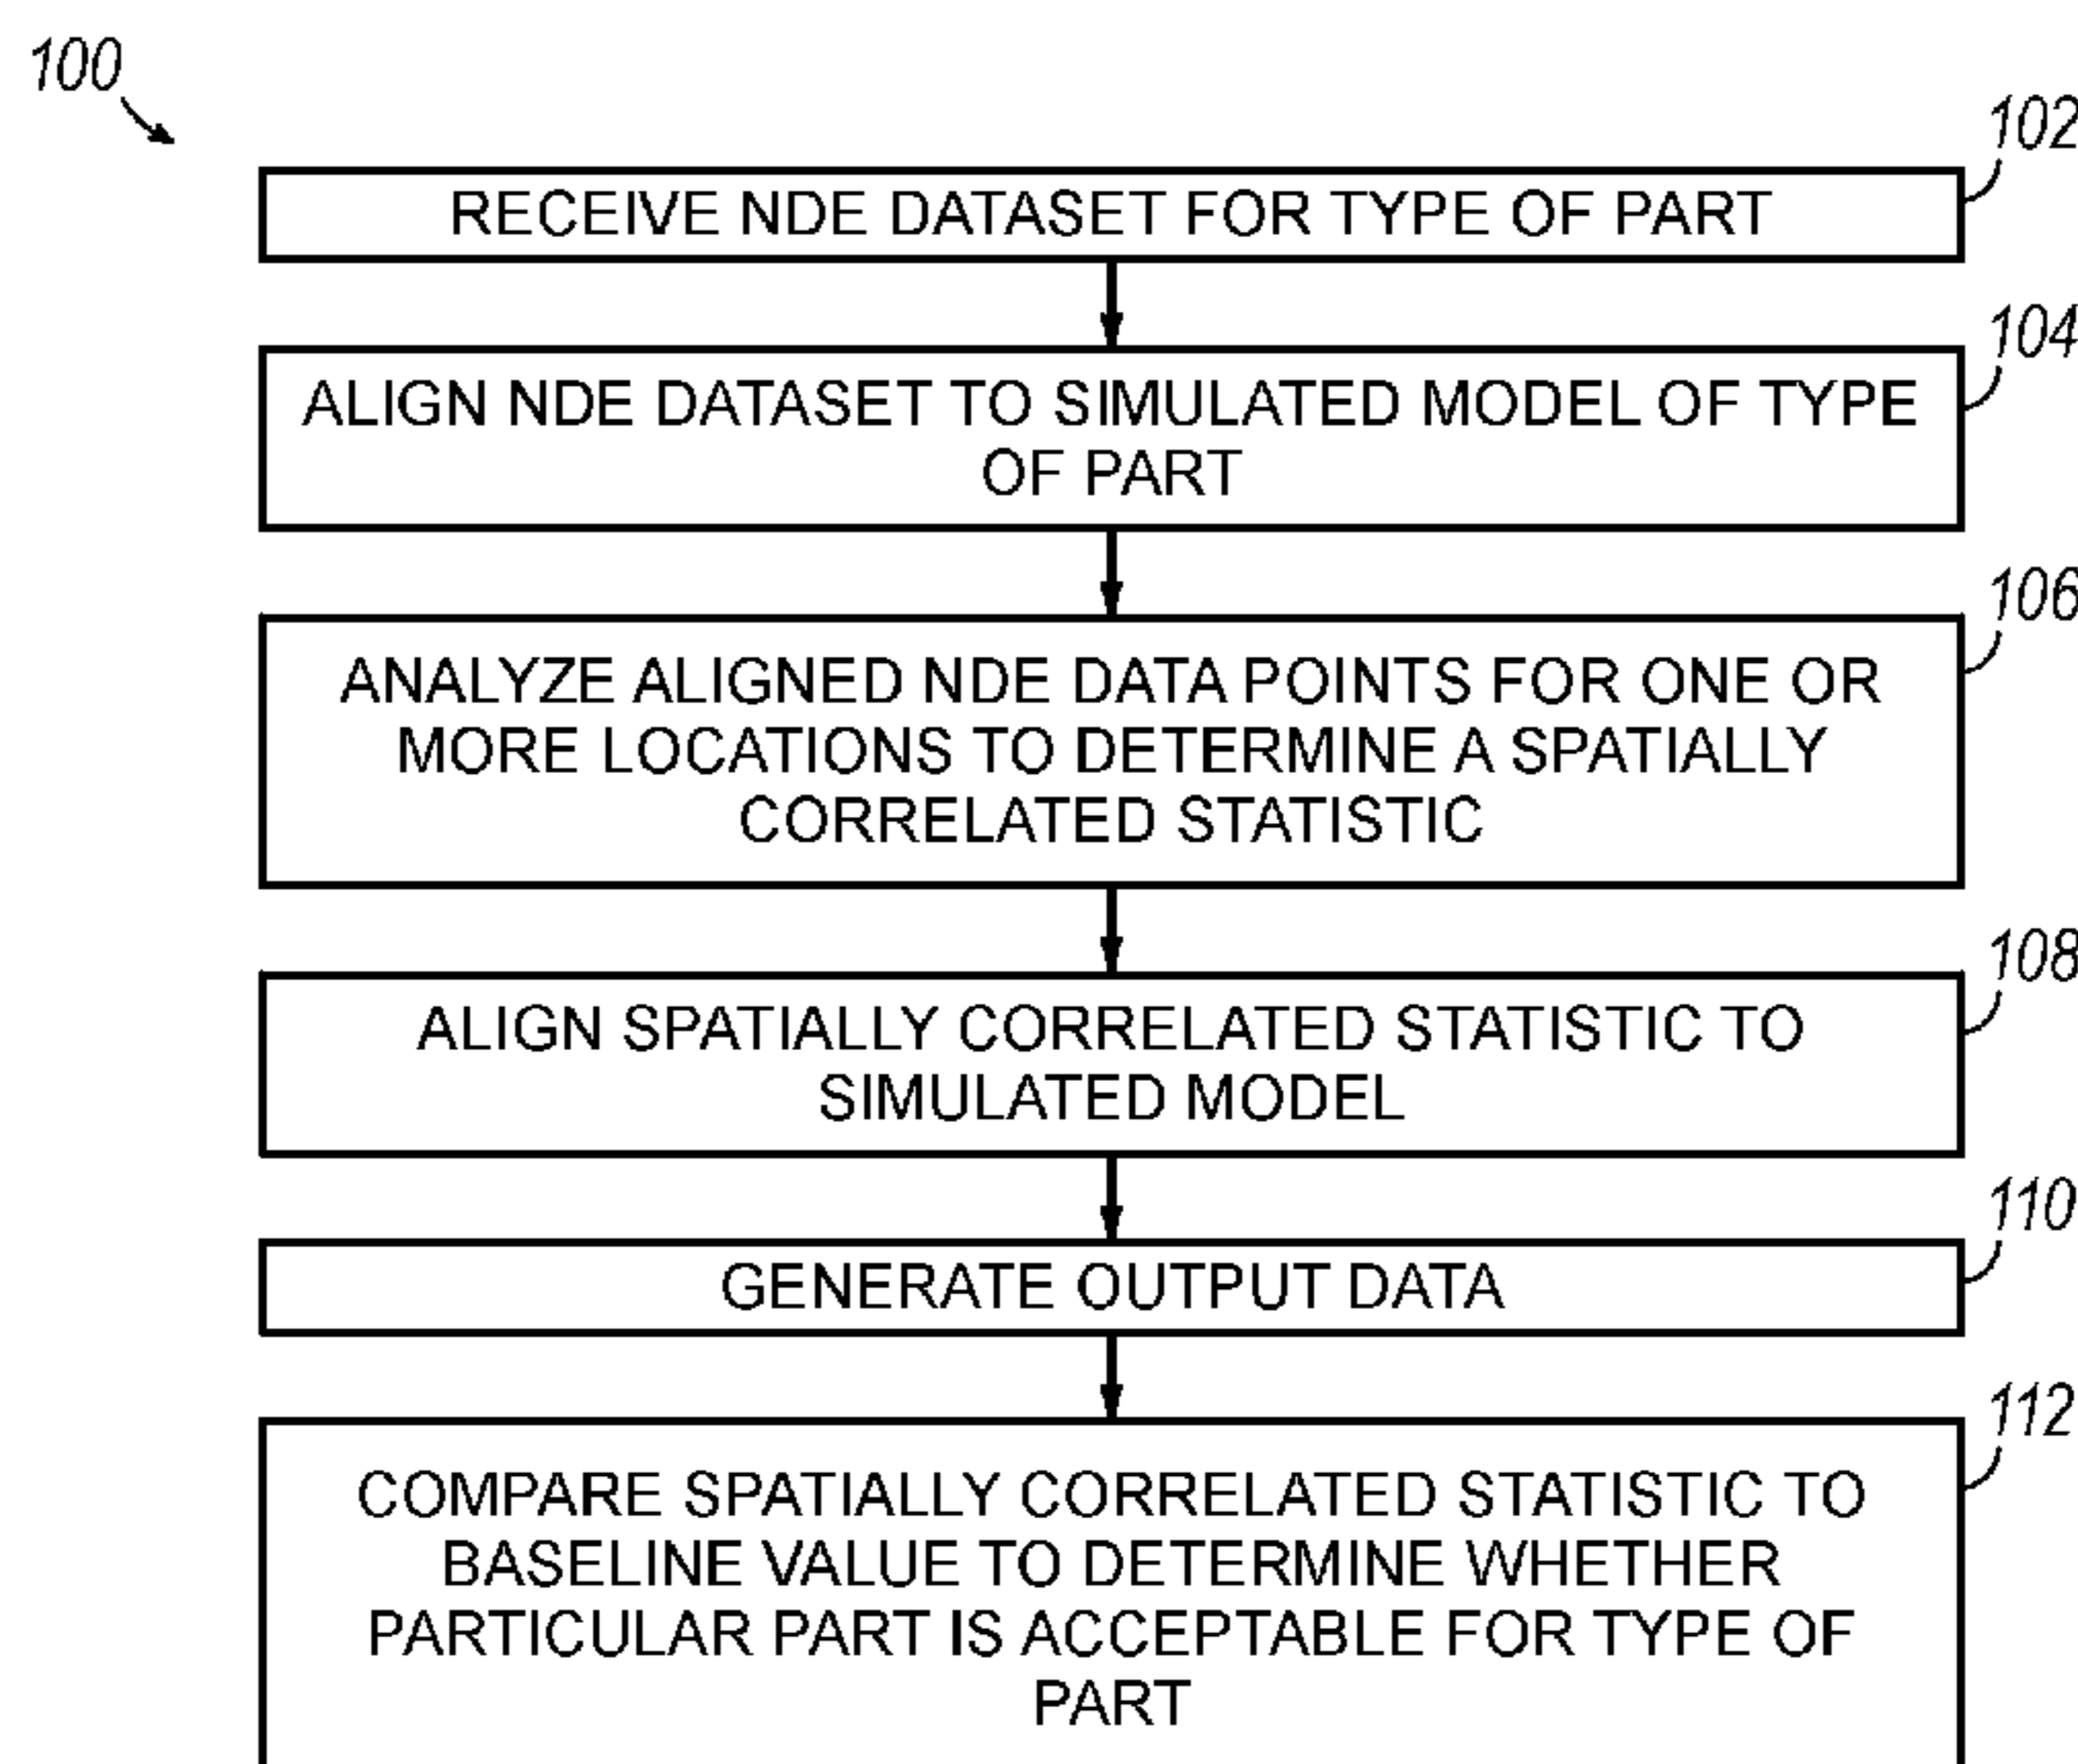 100
102
RECEIVE NDE DATASET FOR TYPE OF PART
104
ALIGN NDE DATASET TO SIMULATED MODEL OF TYPE
OF PART
106
ANALYZE ALIGNED NDE DATA POINTS FOR ONE OR
MORE LOCATIONS TO DETERMINE A SPATIALLY
CORRELATED STATISTIC
108
ALIGN SPATIALLY CORRELATED STATISTIC TO
SIMULATED MODEL
110
GENERATE OUTPUT DATA
112
COMPARE SPATIALLY CORRELATED STATISTIC TO
BASELINE VALUE TO DETERMINE WHETHER
PARTICULAR PART IS ACCEPTABLE FOR TYPE OF
PART